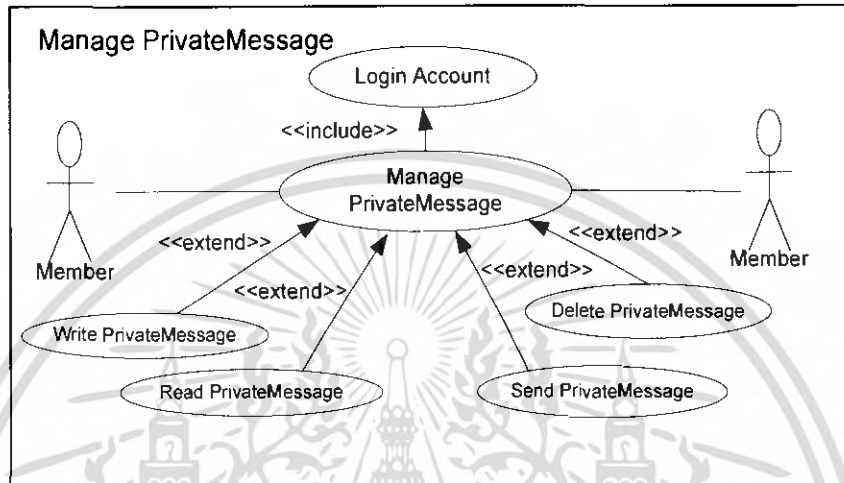 Manage PrivateMessage
Login Account
<<include>>
Manage
PrivateMessage
Member
Member
<<extend>>
<<extend>>
<<extend>>
<<extend>>
Write PrivateMessage
Read PrivateMessage
Send PrivateMessage
Delete PrivateMessage